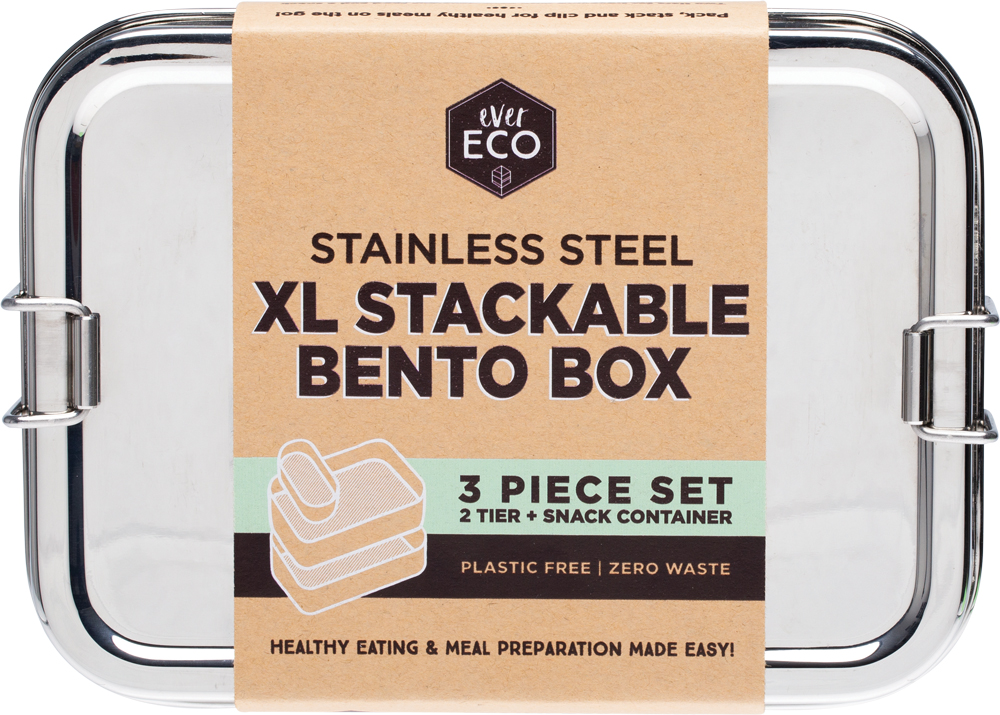 Pack, stack and clip for healthy meals on the go!
ever
ECO
STAINLESS STEEL
XL STACKABLE
BENTO BOX
3 PIECE SET
2 TIER + SNACK CONTAINER
PLASTIC FREE | ZERO WASTE
HEALTHY EATING & MEAL PREPARATION MADE EASY!